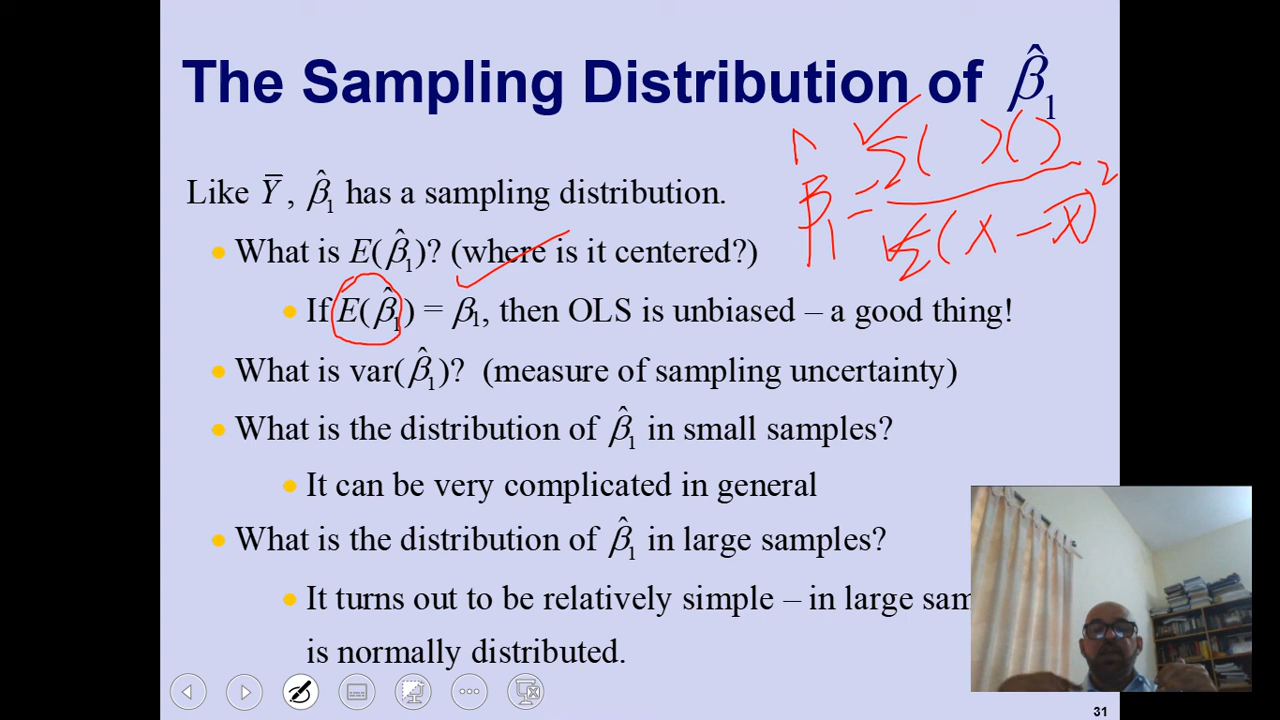 The Sampling Distribution of β̂₁
β̂₁ = Σ( )( )
Σ(x − x̄)²
Like Ȳ, β̂₁ has a sampling distribution.
• What is E(β̂₁)? (where is it centered?)
• If E(β̂₁) = β₁, then OLS is unbiased – a good thing!
• What is var(β̂₁)? (measure of sampling uncertainty)
• What is the distribution of β̂₁ in small samples?
• It can be very complicated in general
• What is the distribution of β̂₁ in large samples?
• It turns out to be relatively simple – in large sam
is normally distributed.
31